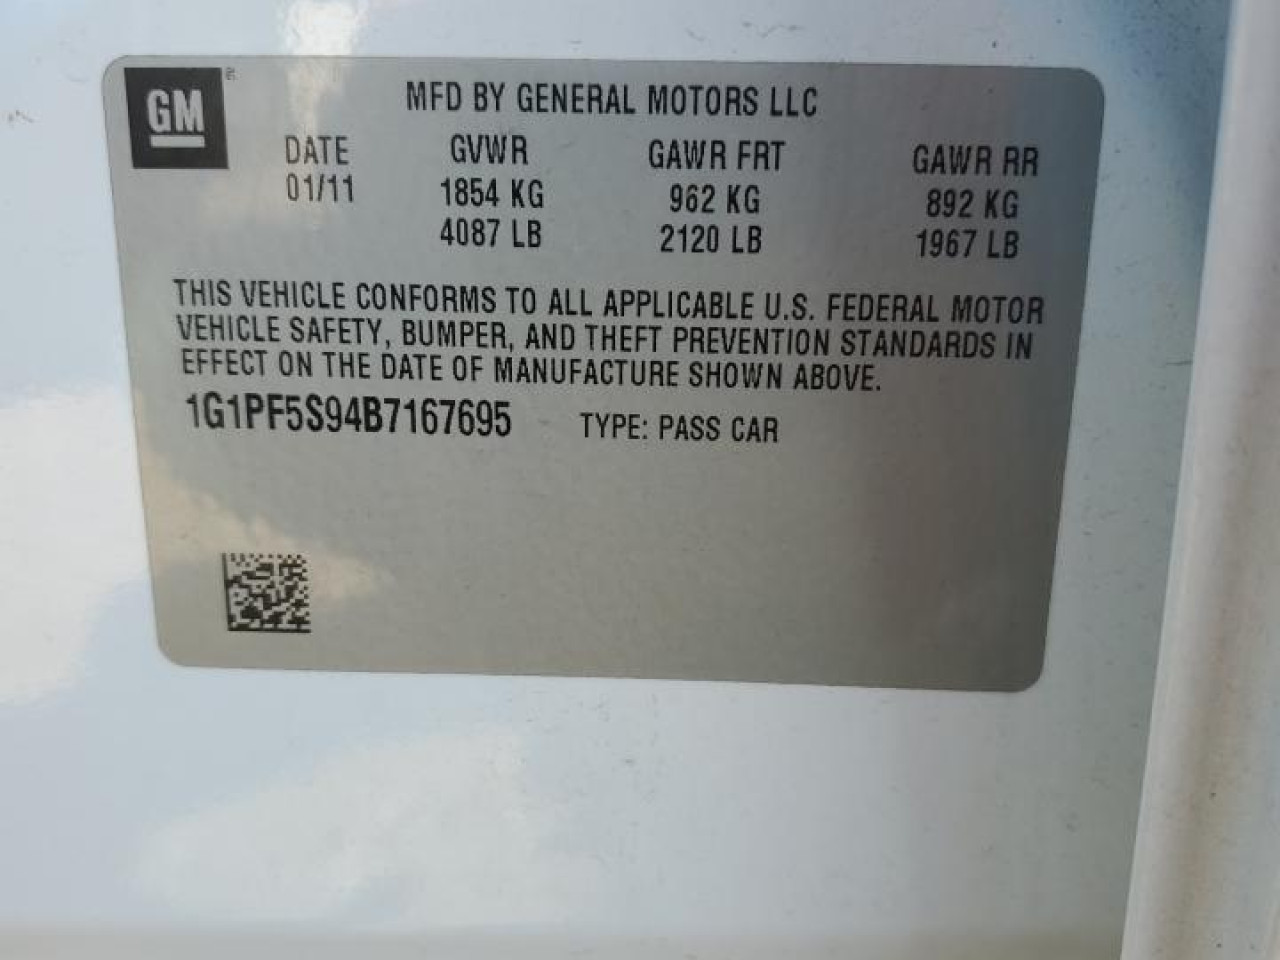 GM
MFD BY GENERAL MOTORS LLC
DATE GVWR GAWR FRT GAWR RR
01/11 1854 KG 962 KG 892 KG
4087 LB 2120 LB 1967 LB
THIS VEHICLE CONFORMS TO ALL APPLICABLE U.S. FEDERAL MOTOR
VEHICLE SAFETY, BUMPER, AND THEFT PREVENTION STANDARDS IN
EFFECT ON THE DATE OF MANUFACTURE SHOWN ABOVE.
1G1PF5S94B7167695 TYPE: PASS CAR